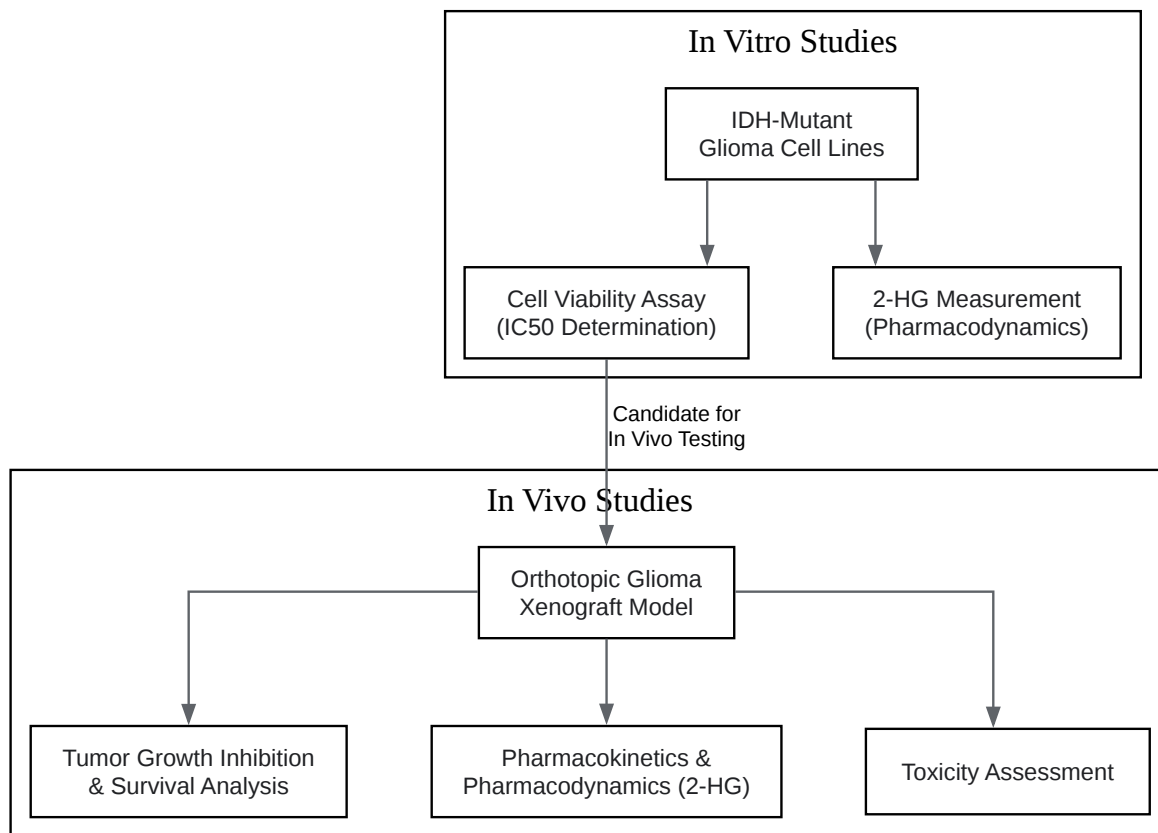 In Vitro Studies
IDH-Mutant
Glioma Cell Lines
Cell Viability Assay
(IC50 Determination)
2-HG Measurement
(Pharmacodynamics)
Candidate for
In Vivo Testing
In Vivo Studies
Orthotopic Glioma
Xenograft Model
Tumor Growth Inhibition
& Survival Analysis
Pharmacokinetics &
Pharmacodynamics (2-HG)
Toxicity Assessment